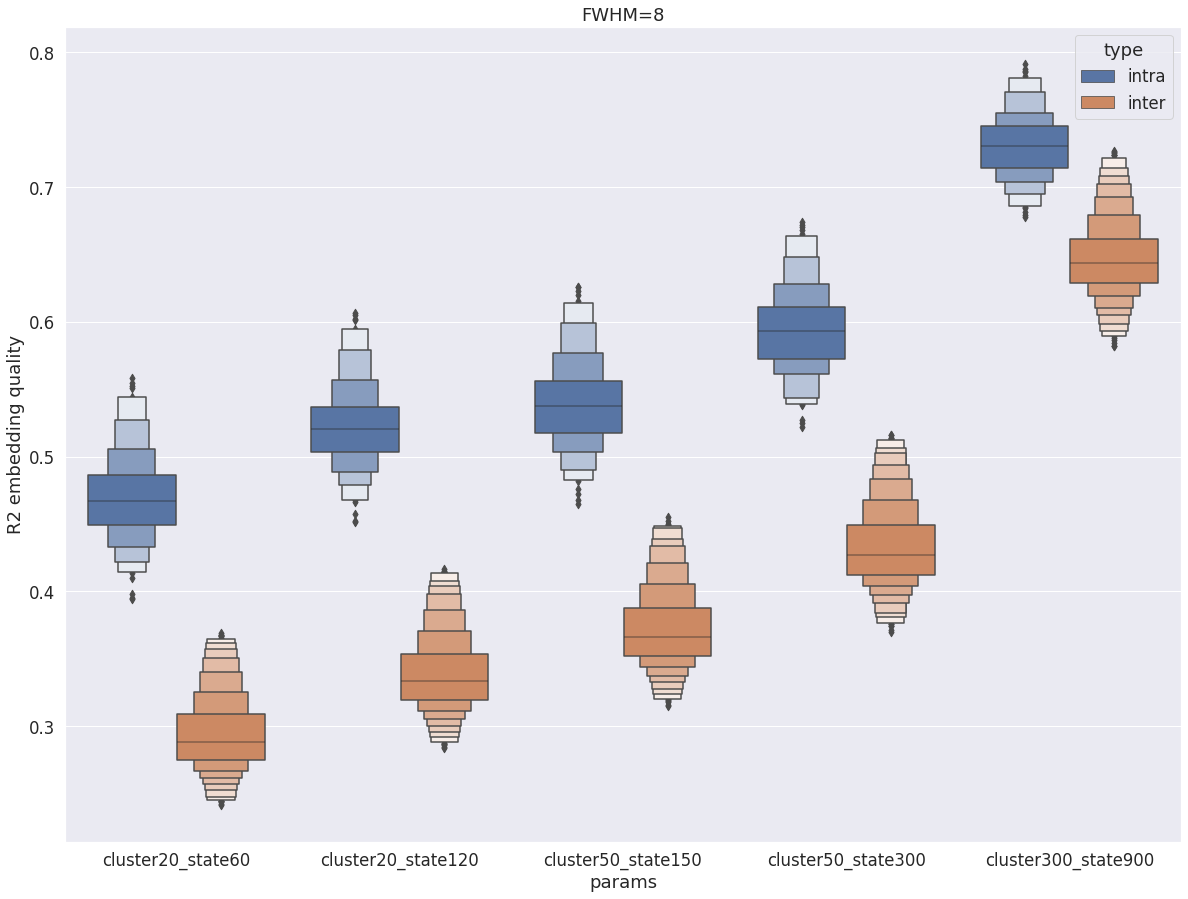 FWHM=8
type
intra
inter
R2 embedding quality
0.8
0.7
0.6
0.5
0.4
0.3
cluster20_state60
cluster20_state120
cluster50_state150
cluster50_state300
cluster300_state900
params